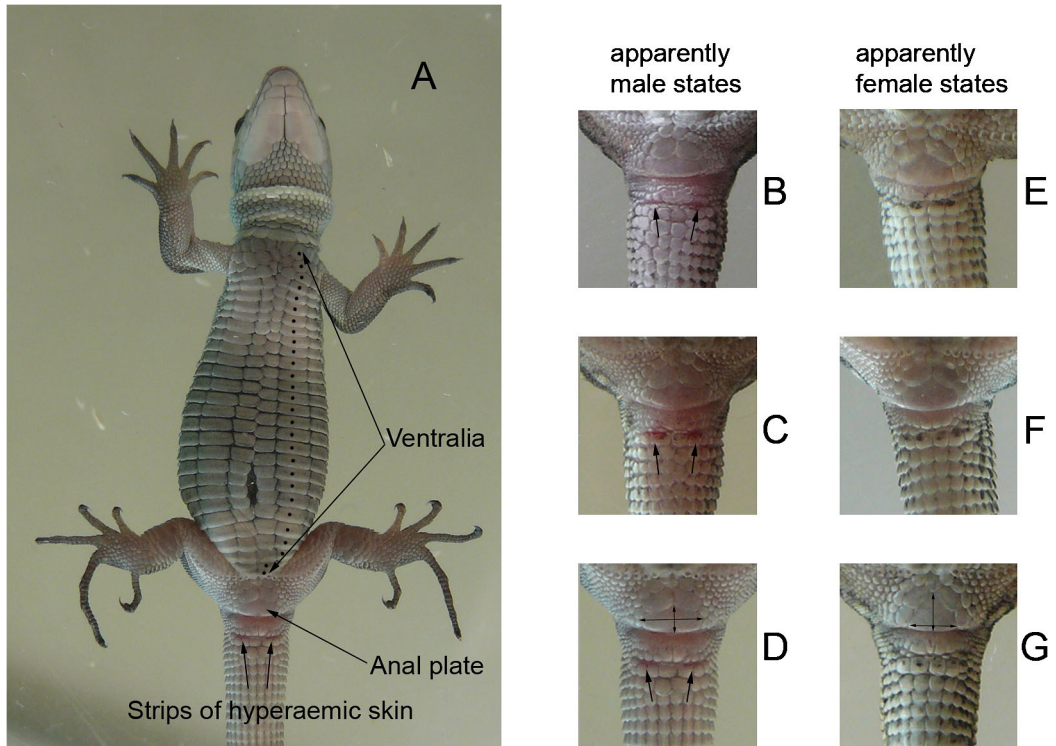 A
Ventralia
Anal plate
Strips of hyperaemic skin
apparently
male states
B
C
D
apparently
female states
E
F
G